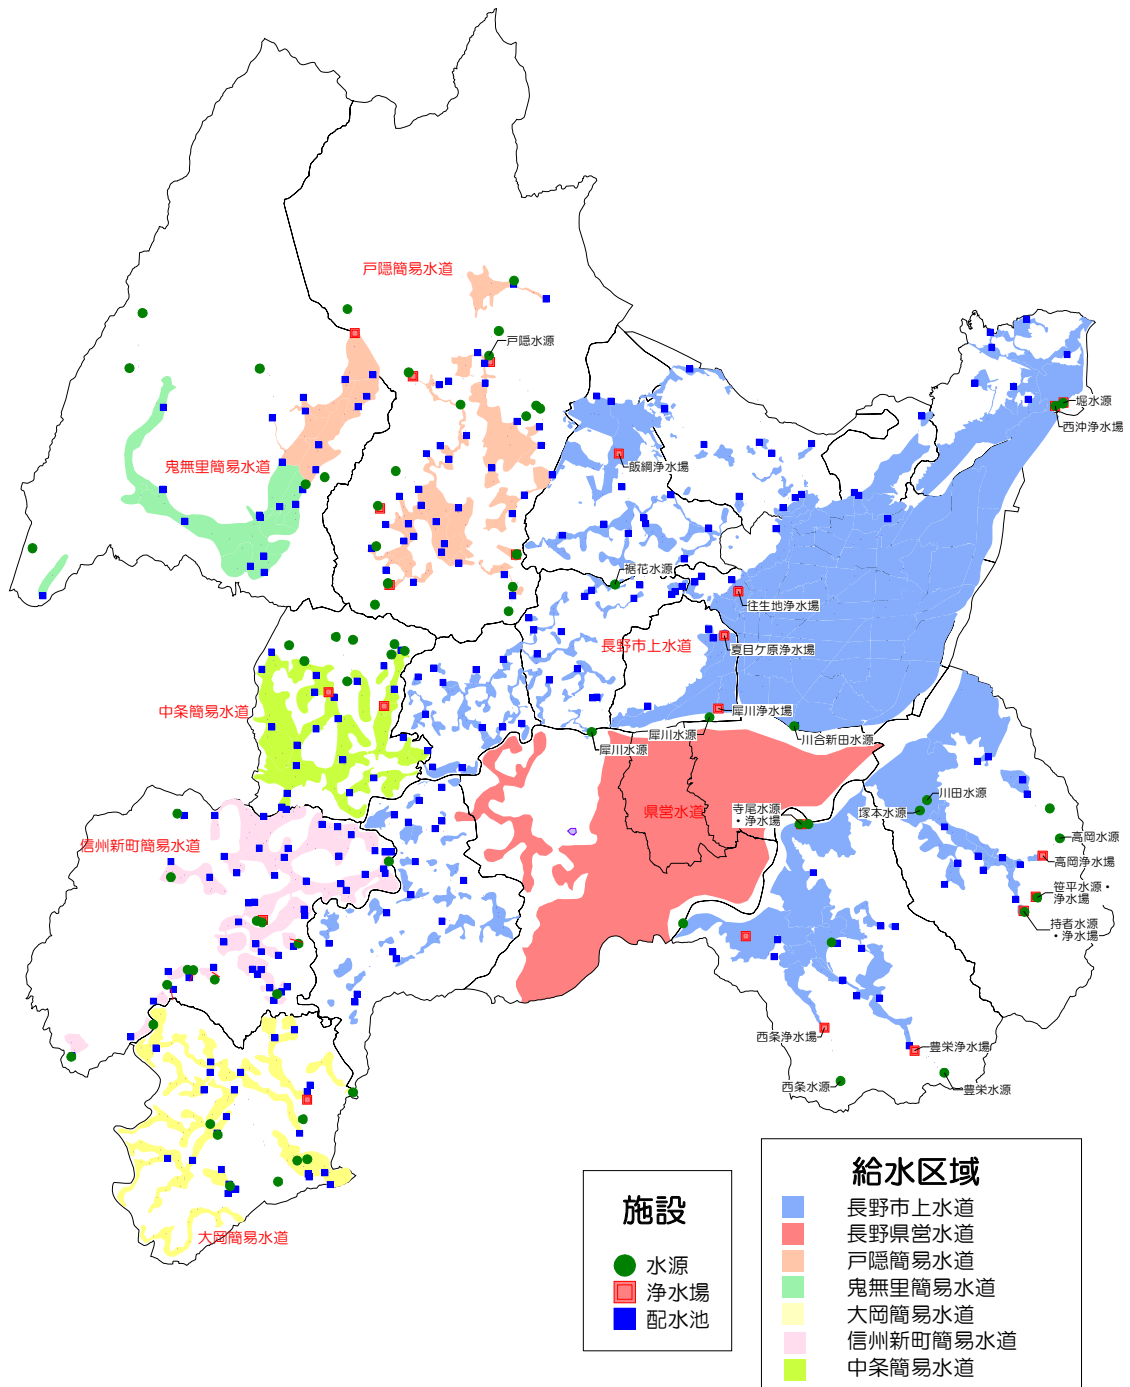 戸隠簡易水道
戸隠水源
堀水源
西沖浄水場
鬼無里簡易水道
飯綱浄水場
裾花水源
往生地浄水場
長野市上水道
夏目ケ原浄水場
中条簡易水道
犀川浄水場
犀川水源
犀川水源
川合新田水源
川田水源
塚本水源
県営水道
寺尾水源
・浄水場
高岡水源
信州新町簡易水道
高岡浄水場
笹平水源・
浄水場
持者水源
・浄水場
西条浄水場
豊栄浄水場
西条水源
豊栄水源
大岡簡易水道
施設
水源
浄水場
配水池
給水区域
長野市上水道
長野県営水道
戸隠簡易水道
鬼無里簡易水道
大岡簡易水道
信州新町簡易水道
中条簡易水道